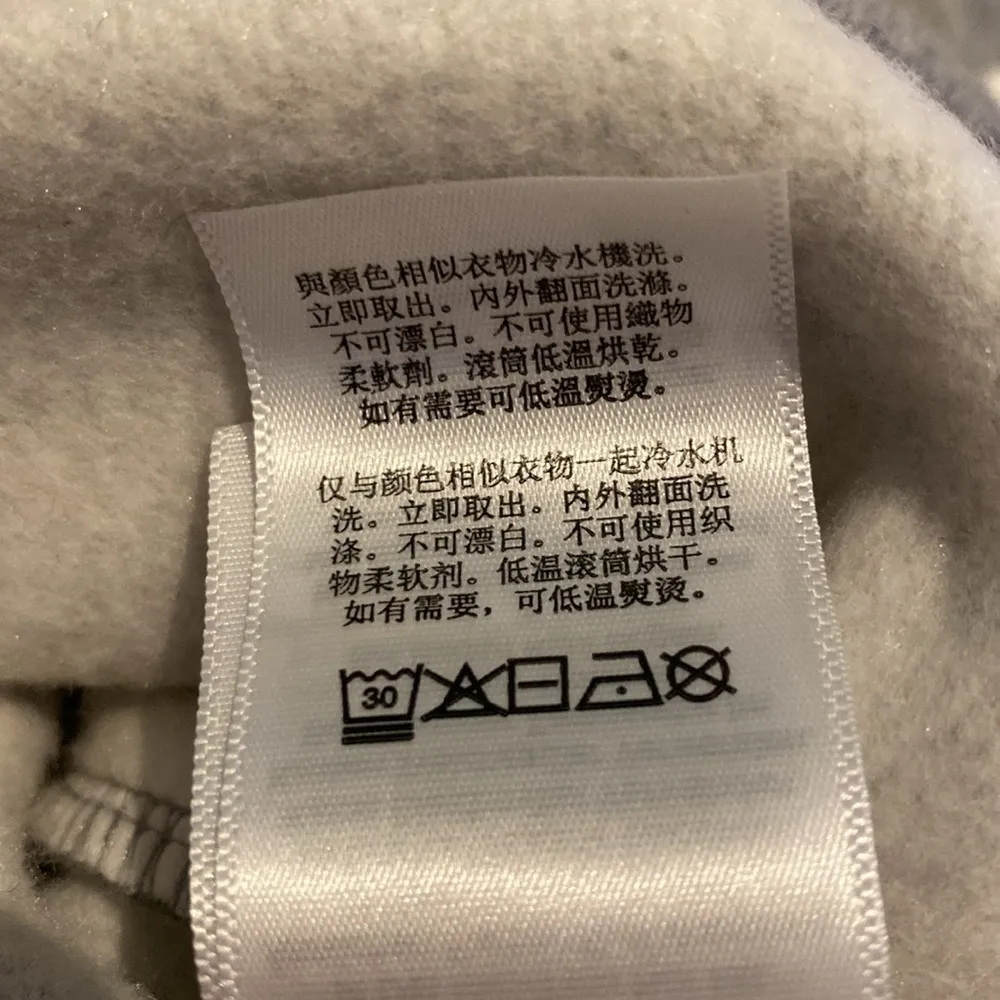 與顏色相似衣物冷水機洗。
立即取出。內外翻面洗滌。
不可漂白。不可使用織物
柔軟劑。滾筒低溫烘乾。
如有需要可低溫熨燙。
仅与颜色相似衣物一起冷水机
洗。立即取出。内外翻面洗
涤。不可漂白。不可使用织
物柔软剂。低温滚筒烘干。
如有需要，可低温熨烫。
30